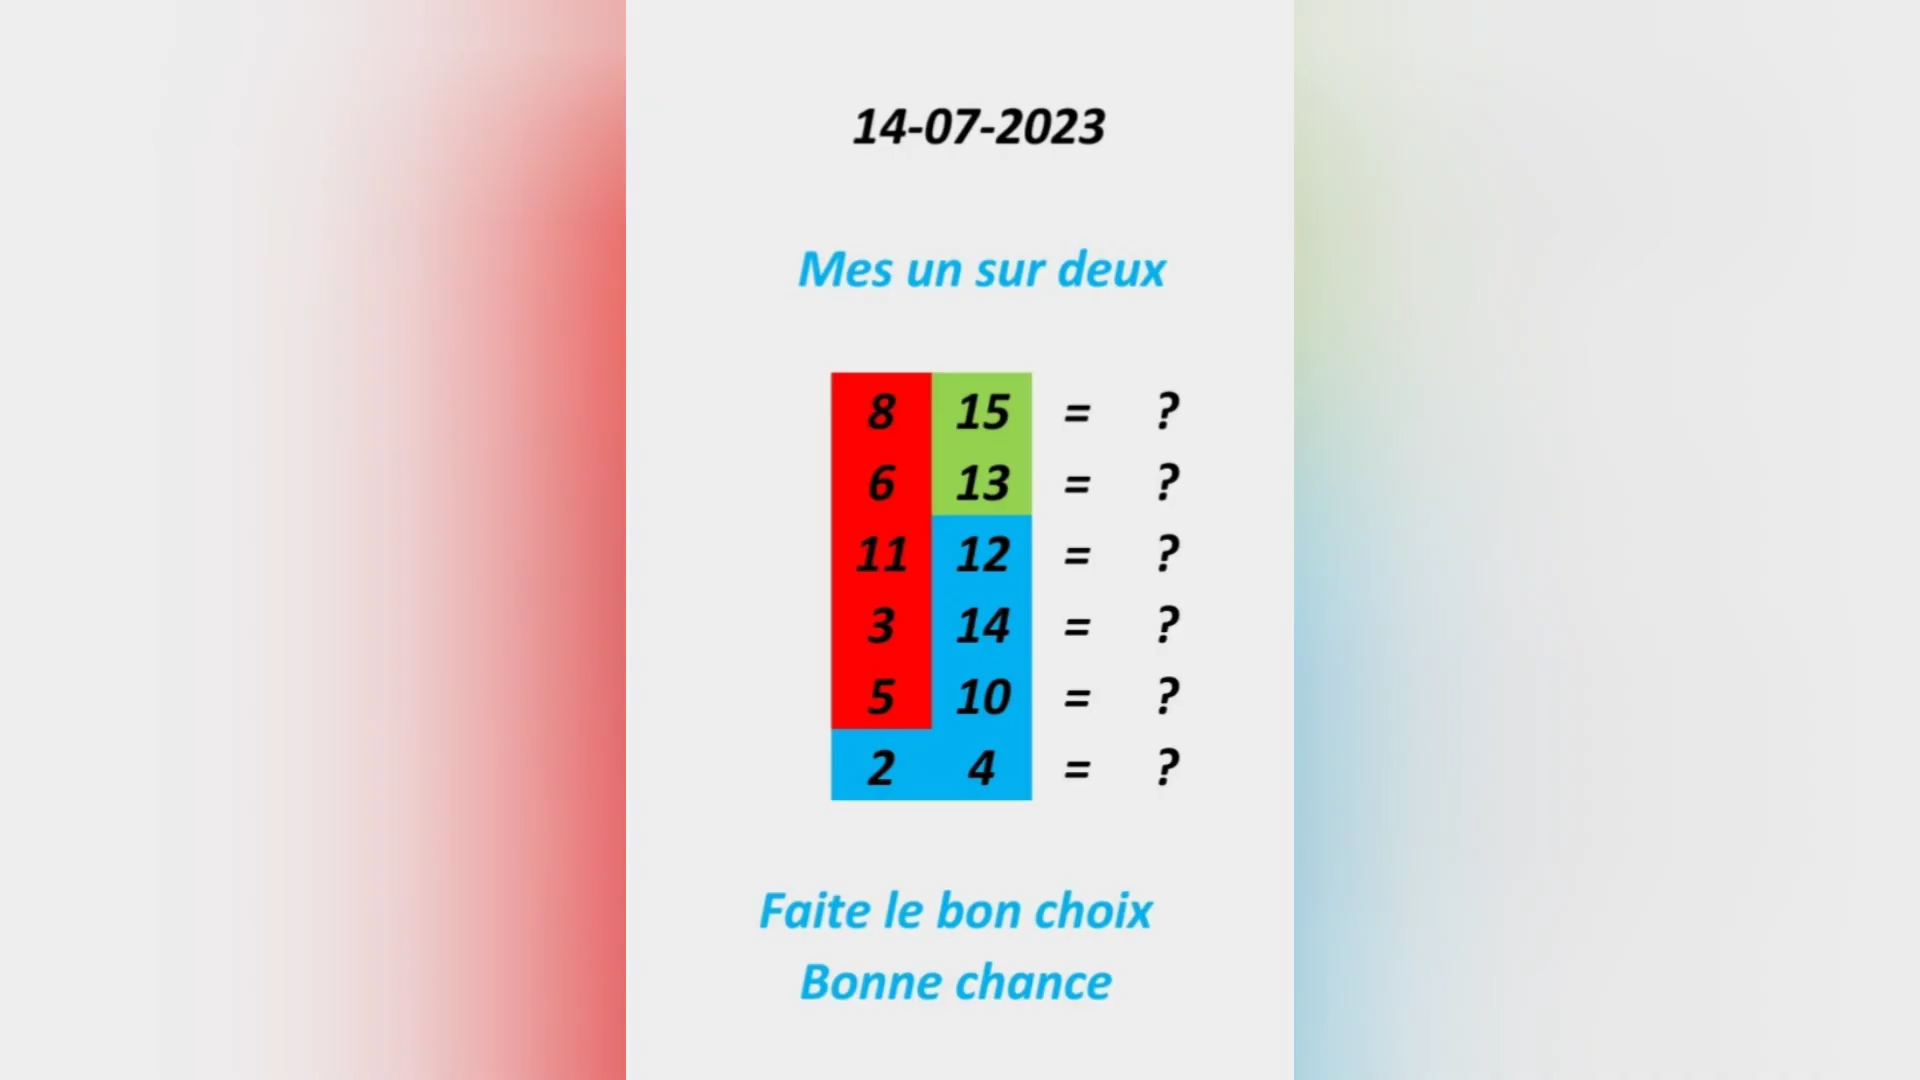 14-07-2023
Mes un sur deux
8 15 = ?
6 13 = ?
11 12 = ?
3 14 = ?
5 10 = ?
2 4 = ?
Faite le bon choix
Bonne chance